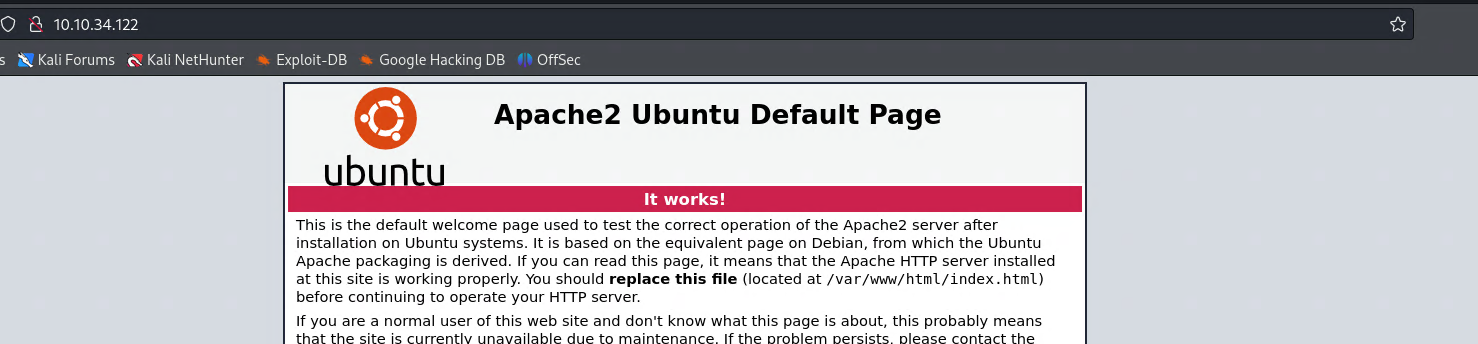 10.10.34.122
s Kali Forums Kali NetHunter Exploit-DB Google Hacking DB OffSec
Apache2 Ubuntu Default Page
ubuntu
It works!
This is the default welcome page used to test the correct operation of the Apache2 server after
installation on Ubuntu systems. It is based on the equivalent page on Debian, from which the Ubuntu
Apache packaging is derived. If you can read this page, it means that the Apache HTTP server installed
at this site is working properly. You should replace this file (located at /var/www/html/index.html)
before continuing to operate your HTTP server.
If you are a normal user of this web site and don't know what this page is about, this probably means
that the site is currently unavailable due to maintenance. If the problem persists, please contact the